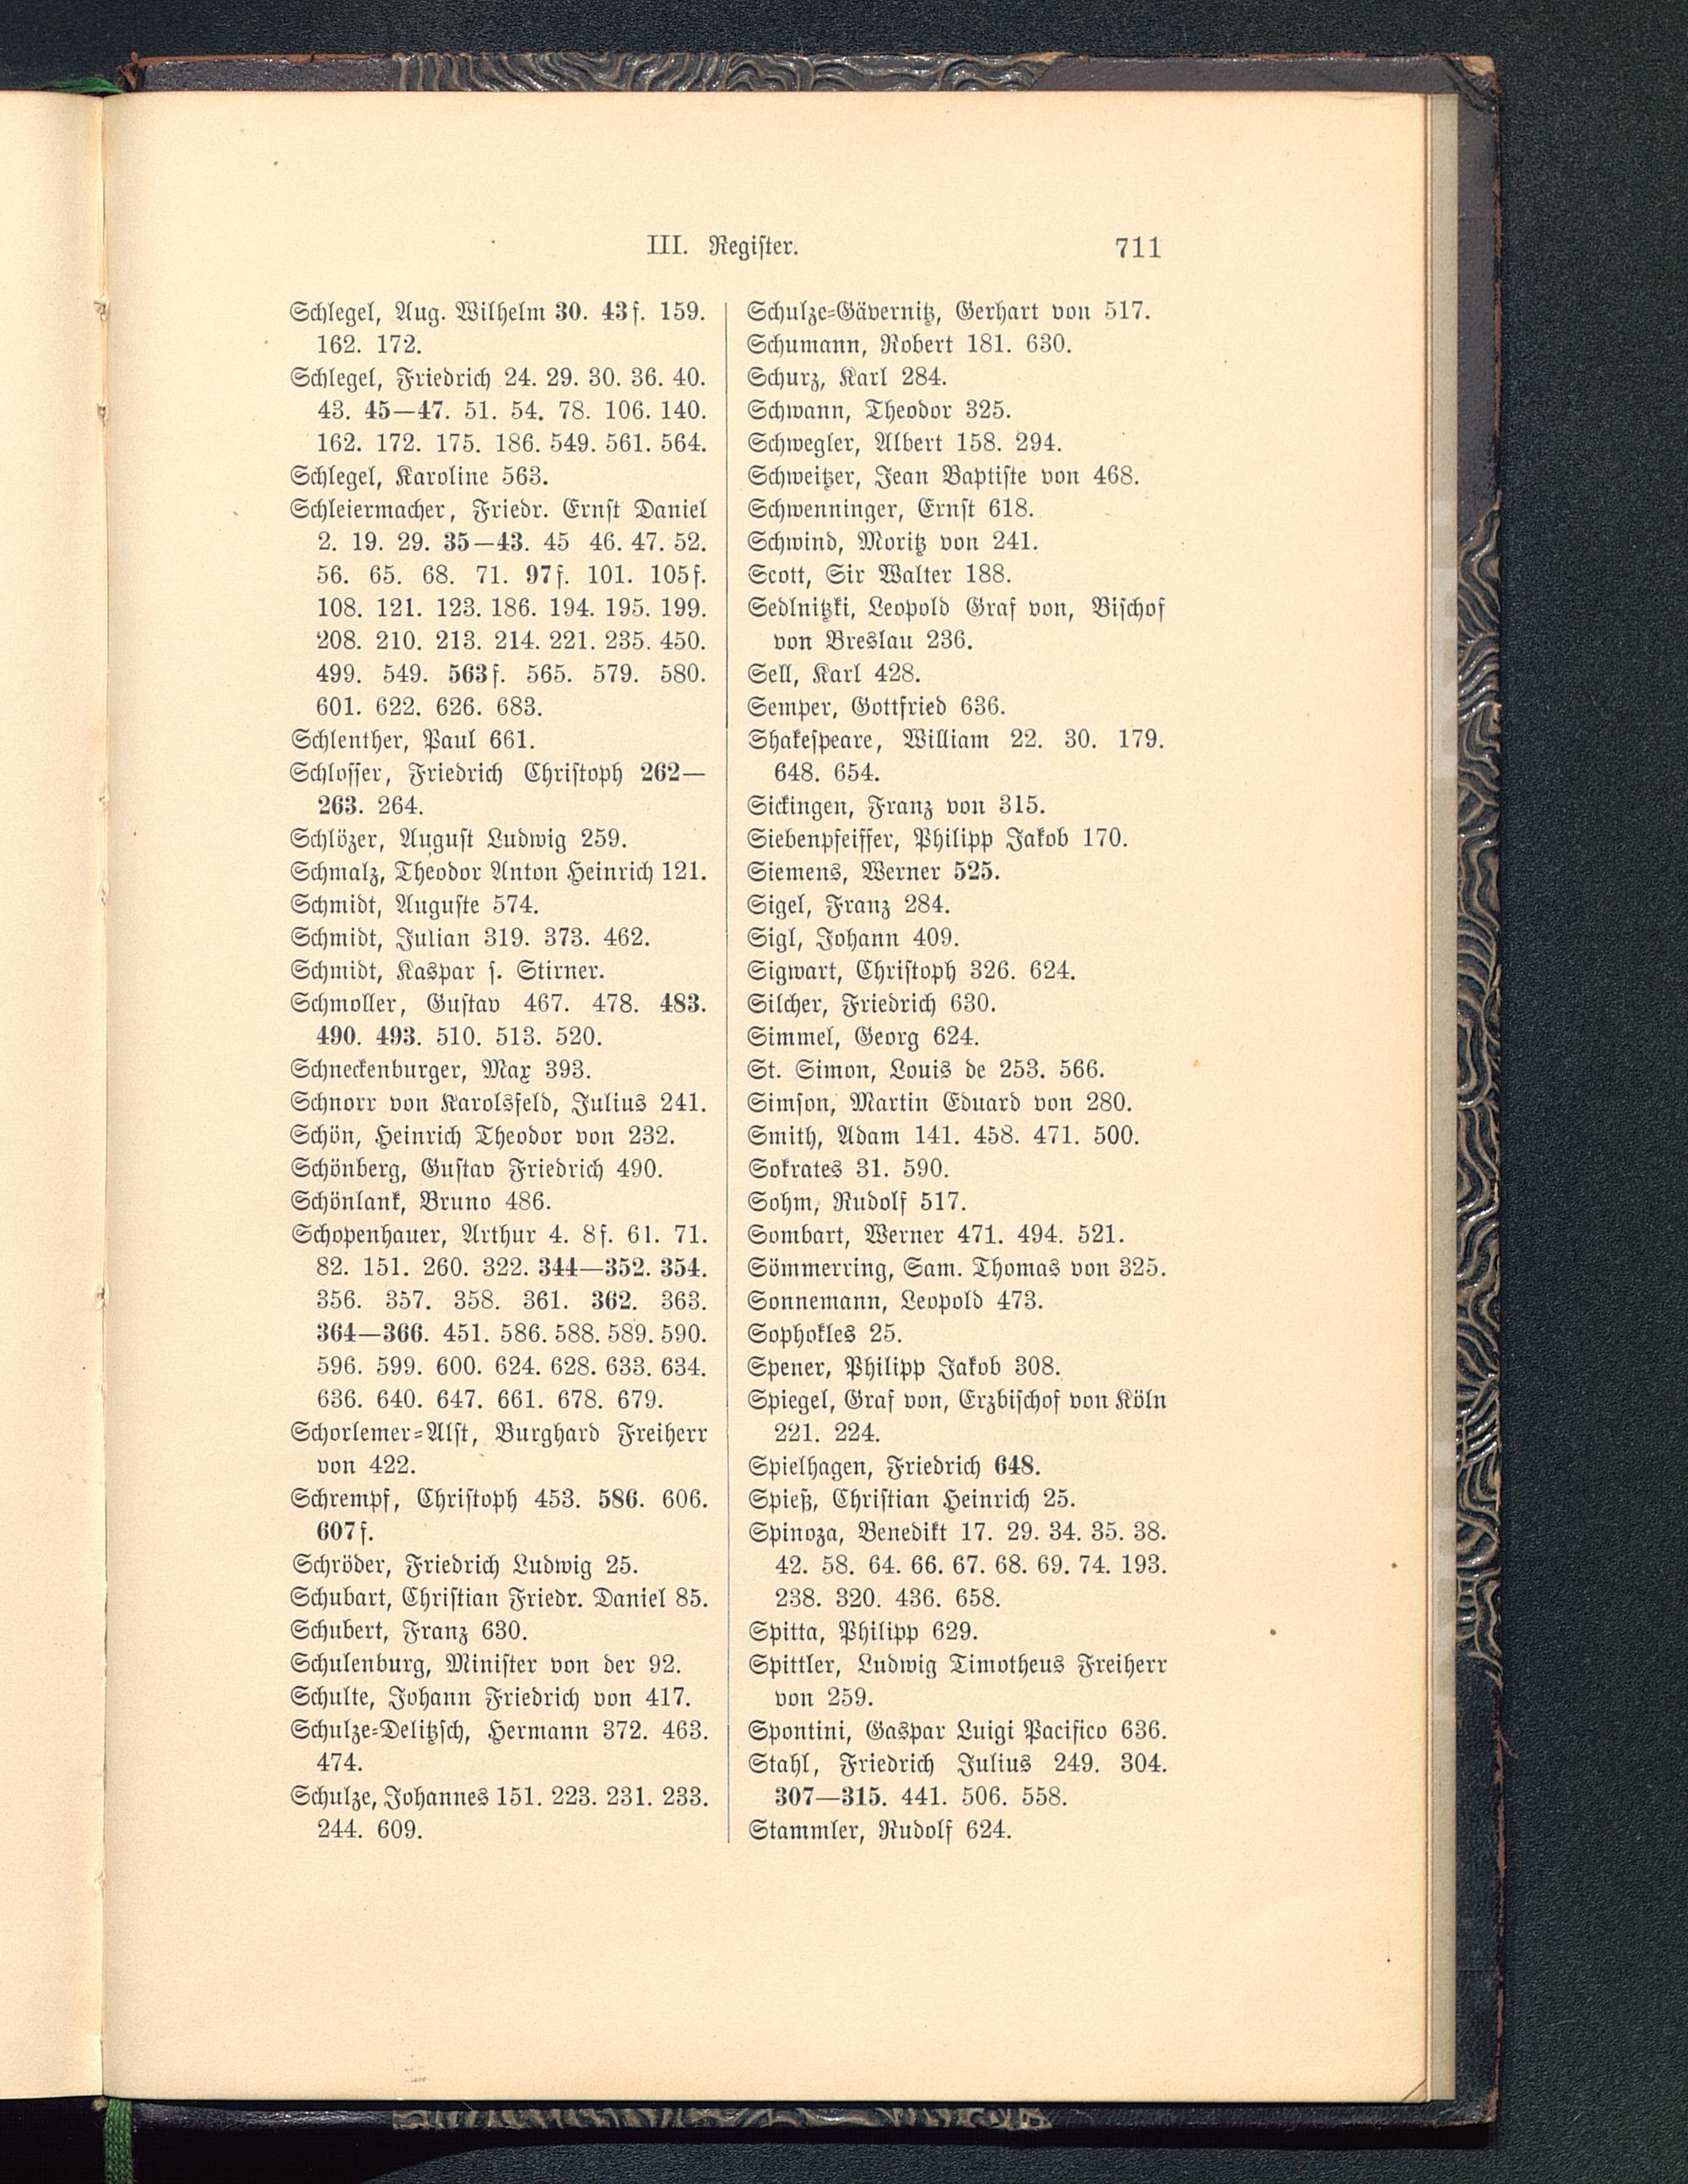 III. Register.
711
Schlegel, Aug. Wilhelm 30. 43f. 159.
162. 172.
Schlegel, Friedrich 24. 29. 30. 36. 40.
43. 45—47. 51. 54. 78. 106. 140.
162. 172. 175. 186. 549. 561. 564.
Schlegel, Karoline 563.
Schleiermacher, Friedr. Ernst Daniel
2. 19. 29. 35—43. 45 46. 47. 52.
56. 65. 68. 71. 97f. 101. 105f.
108. 121. 123. 186. 194. 195. 199.
208. 210. 213. 214. 221. 235. 450.
499. 549. 563f. 565. 579. 580.
601. 622. 626. 683.
Schlenther, Paul 661.
Schlosser, Friedrich Christoph 262—
263. 264.
Schlözer, August Ludwig 259.
Schmalz, Theodor Anton Heinrich 121.
Schmidt, Auguste 574.
Schmidt, Julian 319. 373. 462.
Schmidt, Kaspar s. Stirner.
Schmoller, Gustav 467. 478. 483.
490. 493. 510. 513. 520.
Schneckenburger, Max 393.
Schnorr von Karolsfeld, Julius 241.
Schön, Heinrich Theodor von 232.
Schönberg, Gustav Friedrich 490.
Schönlank, Bruno 486.
Schopenhauer, Arthur 4. 8f. 61. 71.
82. 151. 260. 322. 344—352. 354.
356. 357. 358. 361. 362. 363.
364—366. 451. 586. 588. 589. 590.
596. 599. 600. 624. 628. 633. 634.
636. 640. 647. 661. 678. 679.
Schorlemer=Alst, Burghard Freiherr
von 422.
Schrempf, Christoph 453. 586. 606.
607f.
Schröder, Friedrich Ludwig 25.
Schubart, Christian Friedr. Daniel 85.
Schubert, Franz 630.
Schulenburg, Minister von der 92.
Schulte, Johann Friedrich von 417.
Schulze=Delitzsch, Hermann 372. 463.
474.
Schulze, Johannes 151. 223. 231. 233.
244. 609.
Schulze=Gävernitz, Gerhart von 517.
Schumann, Robert 181. 630.
Schurz, Karl 284.
Schwann, Theodor 325.
Schwegler, Albert 158. 294.
Schweitzer, Jean Baptiste von 468.
Schwenninger, Ernst 618.
Schwind, Moritz von 241.
Scott, Sir Walter 188.
Sedlnitzki, Leopold Graf von, Bischof
von Breslau 236.
Sell, Karl 428.
Semper, Gottfried 636.
Shakespeare, William 22. 30. 179.
648. 654.
Sickingen, Franz von 315.
Siebenpfeiffer, Philipp Jakob 170.
Siemens, Werner 525.
Sigel, Franz 284.
Sigl, Johann 409.
Sigwart, Christoph 326. 624.
Silcher, Friedrich 630.
Simmel, Georg 624.
St. Simon, Louis de 253. 566.
Simson, Martin Eduard von 280.
Smith, Adam 141. 458. 471. 500.
Sokrates 31. 590.
Sohm, Rudolf 517.
Sombart, Werner 471. 494. 521.
Sömmerring, Sam. Thomas von 325.
Sonnemann, Leopold 473.
Sophokles 25.
Spener, Philipp Jakob 308.
Spiegel, Graf von, Erzbischof von Köln
221. 224.
Spielhagen, Friedrich 648.
Spieß, Christian Heinrich 25.
Spinoza, Benedikt 17. 29. 34. 35. 38.
42. 58. 64. 66. 67. 68. 69. 74. 193.
238. 320. 436. 658.
Spitta, Philipp 629.
Spittler, Ludwig Timotheus Freiherr
von 259.
Spontini, Gaspar Luigi Pacifico 636.
Stahl, Friedrich Julius 249. 304.
307—315. 441. 506. 558.
Stammler, Rudolf 624.